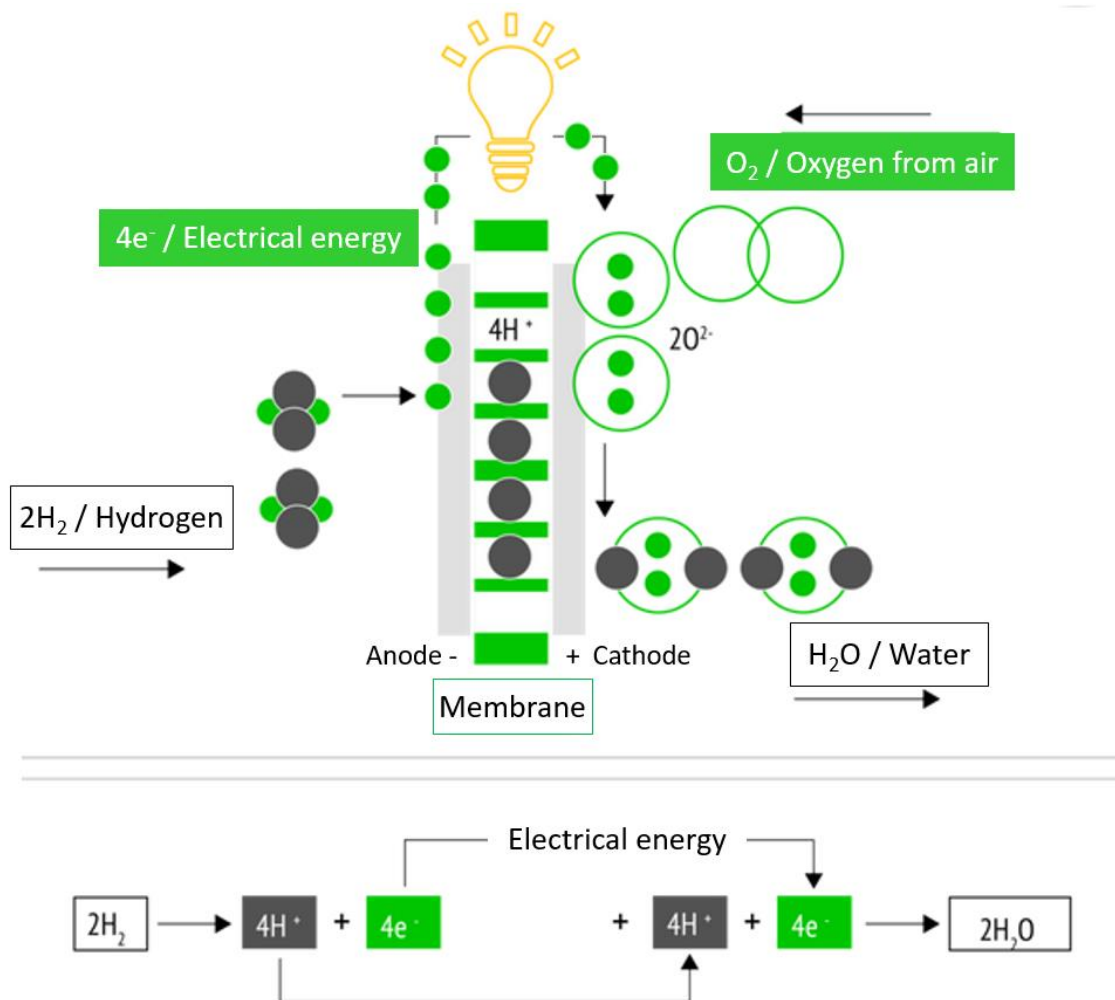 O₂ / Oxygen from air
4e⁻ / Electrical energy
4H⁺
2O²⁻
2H₂ / Hydrogen
Anode -
+ Cathode
H₂O / Water
Membrane
Electrical energy
2H₂ 4H⁺ + 4e⁻ + 4H⁺ + 4e⁻ 2H₂O